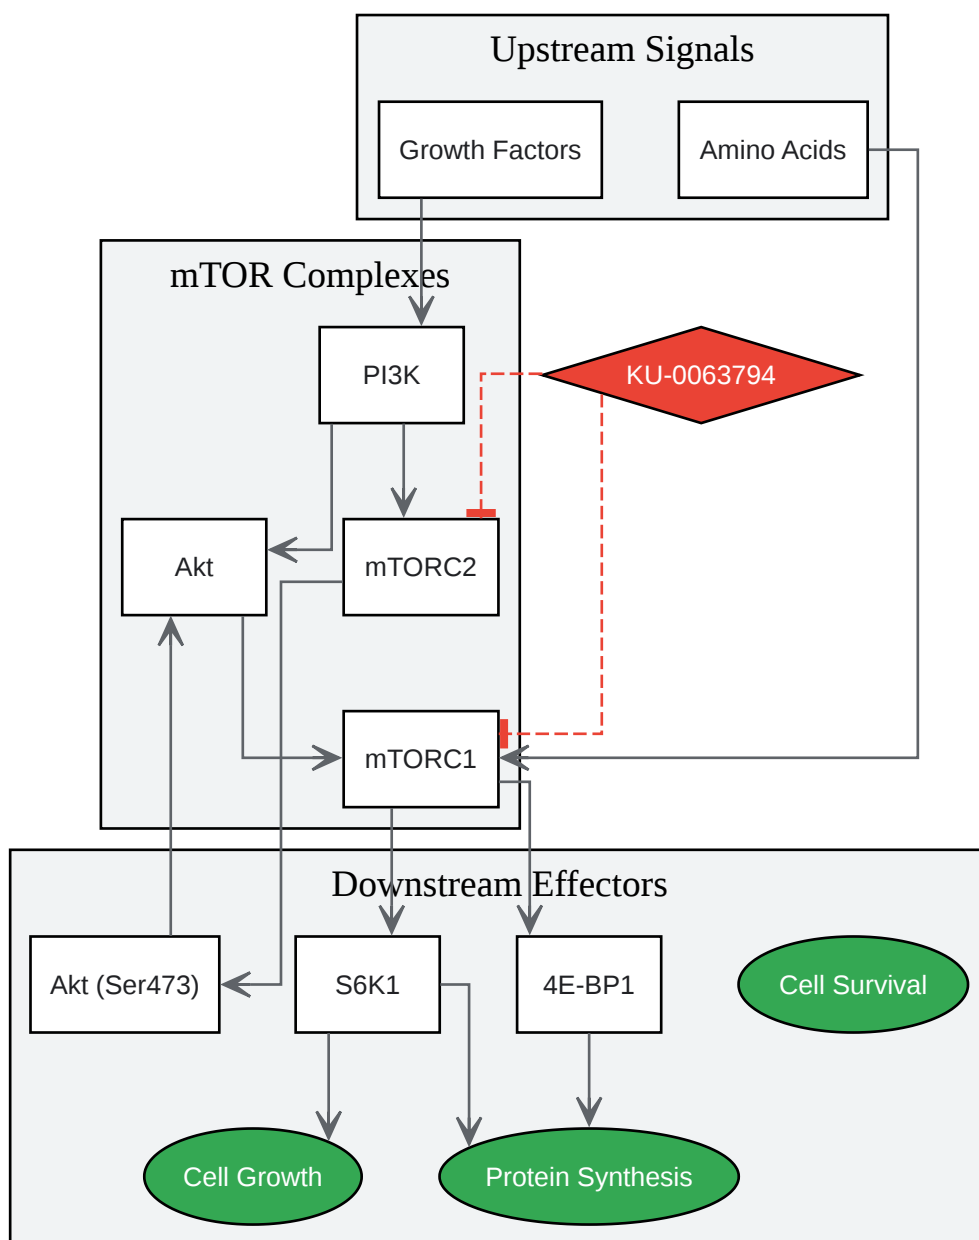 Upstream Signals
Growth Factors
Amino Acids
mTOR Complexes
PI3K
KU-0063794
Akt
mTORC2
mTORC1
Downstream Effectors
Akt (Ser473)
S6K1
4E-BP1
Cell Survival
Cell Growth
Protein Synthesis